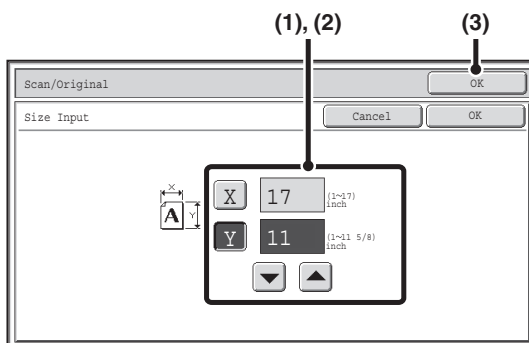 (1), (2) (3)
Scan/Original OK
Size Input Cancel OK
X
X 17 (1~17) inch
A Y
Y 11 (1~11 5/8) inch